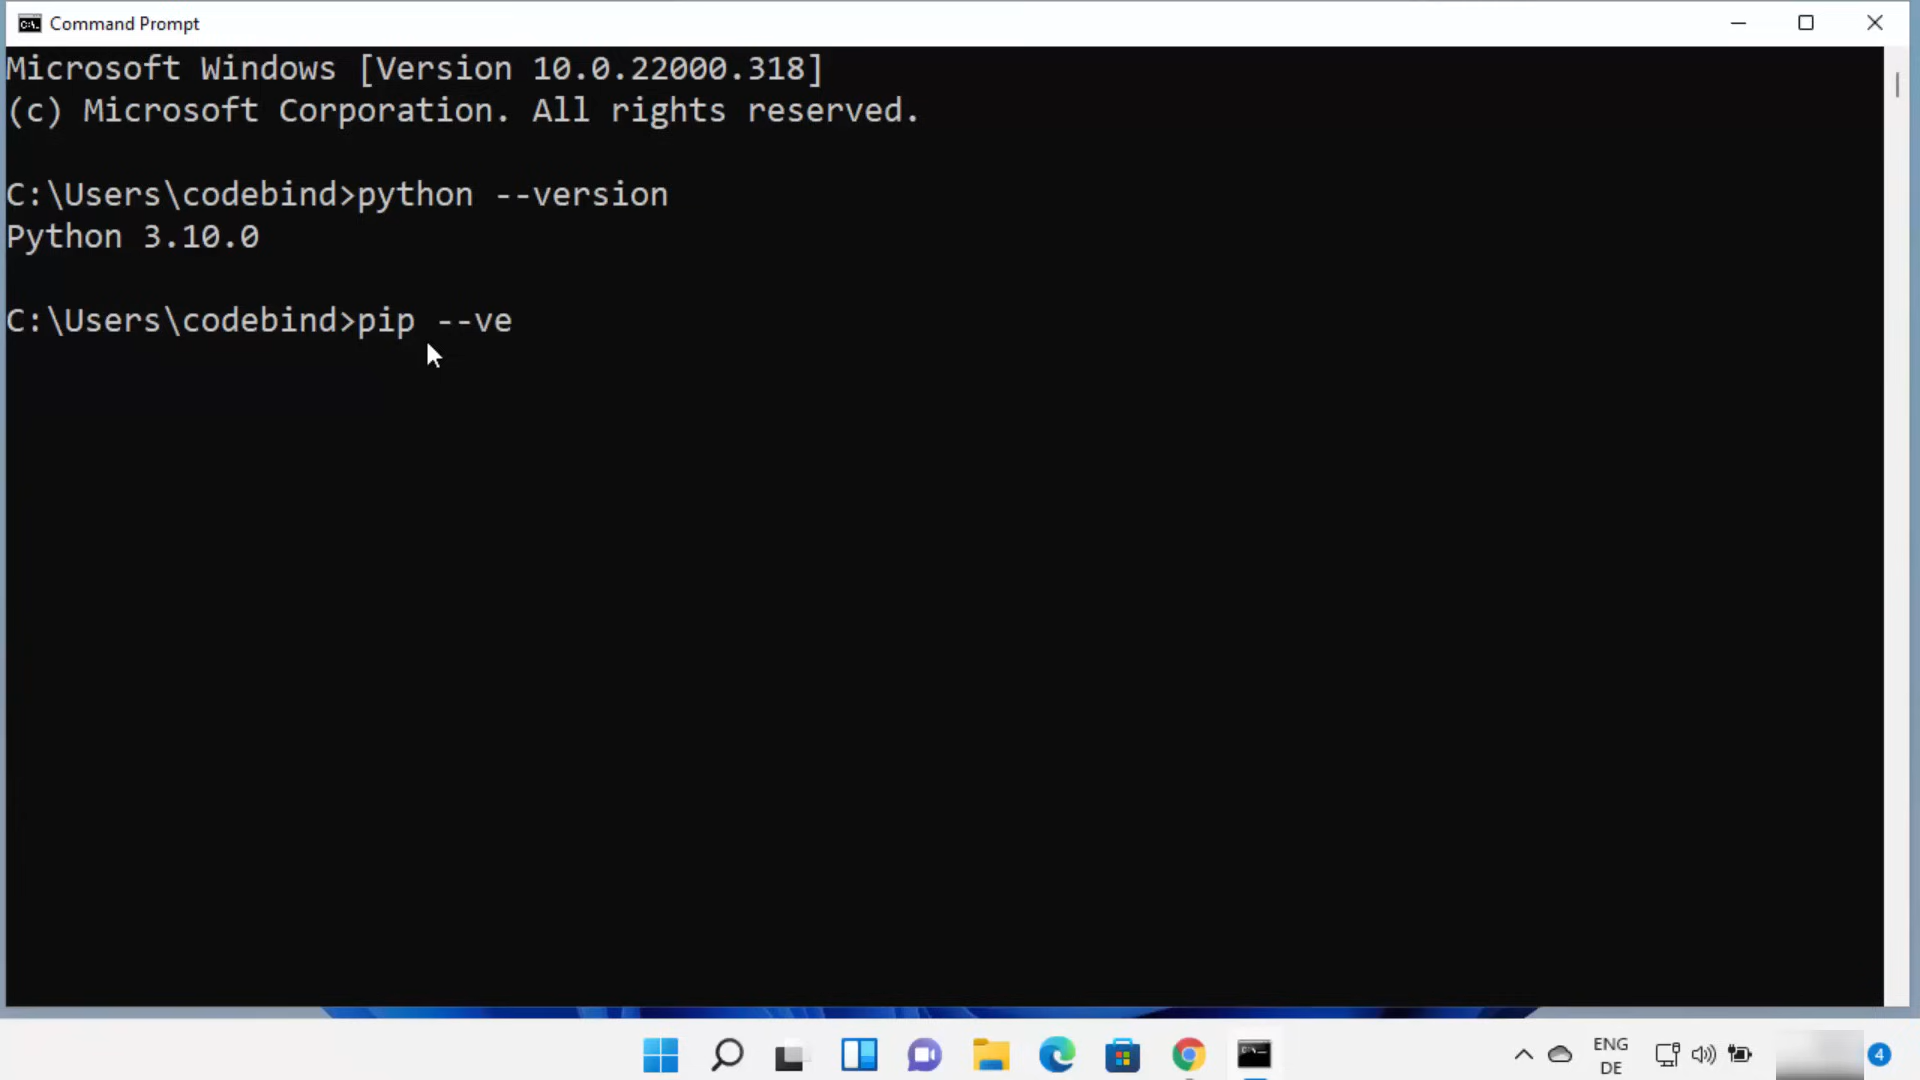 Command Prompt
Microsoft Windows [Version 10.0.22000.318]
(c) Microsoft Corporation. All rights reserved.
C:\Users\codebind>python --version
Python 3.10.0
C:\Users\codebind>pip --ve
ENG
DE
4